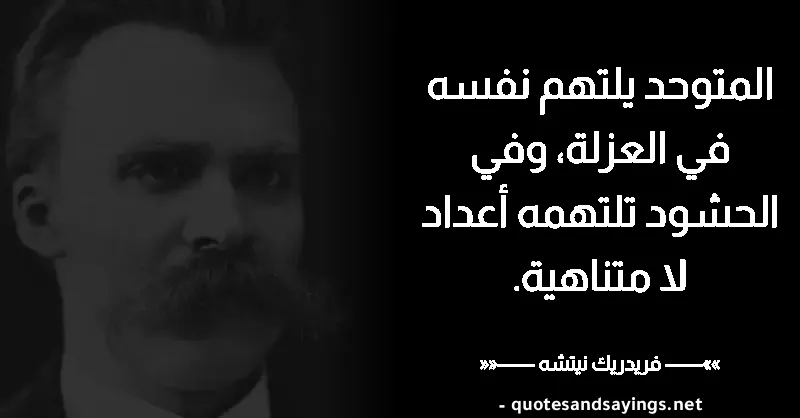 المتوحد يلتهم نفسه
في العزلة، وفي
الحشود تلتهمه أعداد
لا متناهية.
»»—— فريدريك نيتشه ——««
- quotesandsayings.net